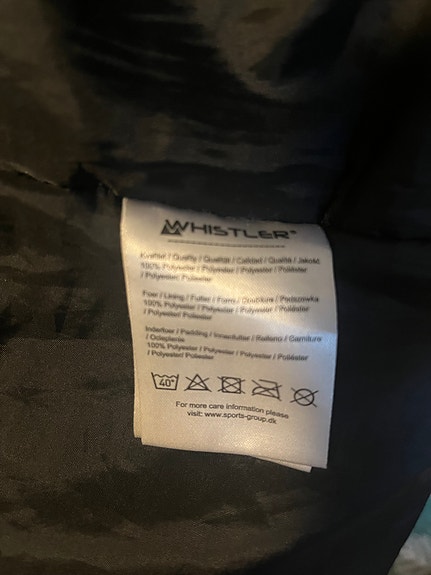 WHISTLER®
Kvalitet / Quality / Qualität / Calidad / Qualité / Jakość
100% Polyester / Polyester / Polyester / Poliéster
/ Polyester/ Poliester
Foer / Lining / Futter / Forro / Doublure / Podszewka
100% Polyester / Polyester / Polyester / Poliéster
/ Polyester/ Poliester
Inderfoer / Padding / Innenfutter / Relleno / Garniture
/ Ocieplenie
100% Polyester / Polyester / Polyester / Poliéster
/ Polyester/ Poliester
40°
For more care information please
visit: www.sports-group.dk